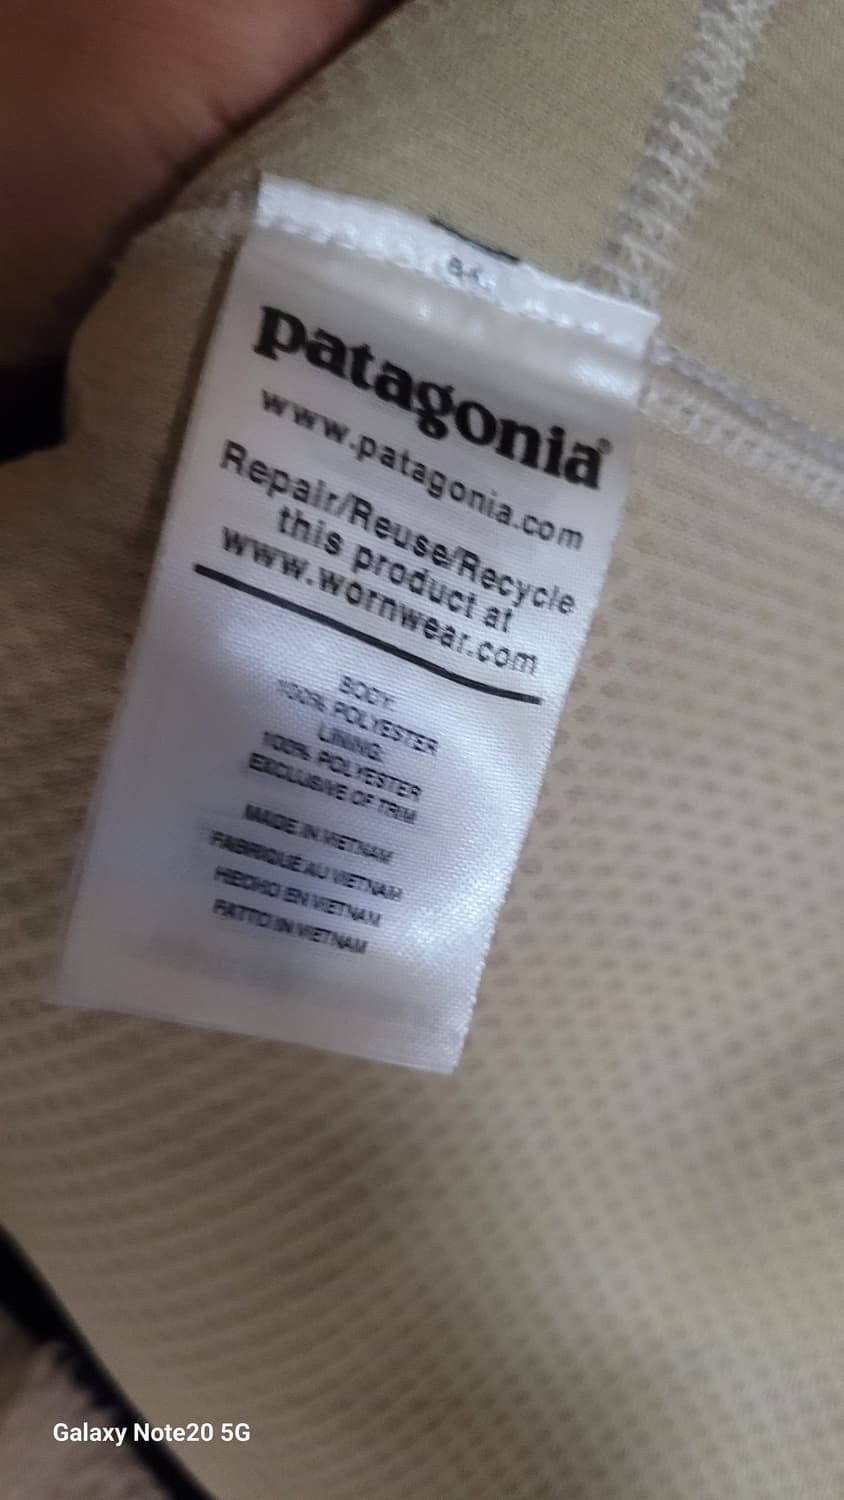 patagonia®
www.patagonia.com
Repair/Reuse/Recycle
this product at
www.wornwear.com
BODY:
100% POLYESTER
LINING:
100% POLYESTER
EXCLUSIVE OF TRIM
MADE IN VIETNAM
FABRIQUE AU VIETNAM
HECHO EN VIETNAM
FATTO IN VIETNAM
Galaxy Note20 5G